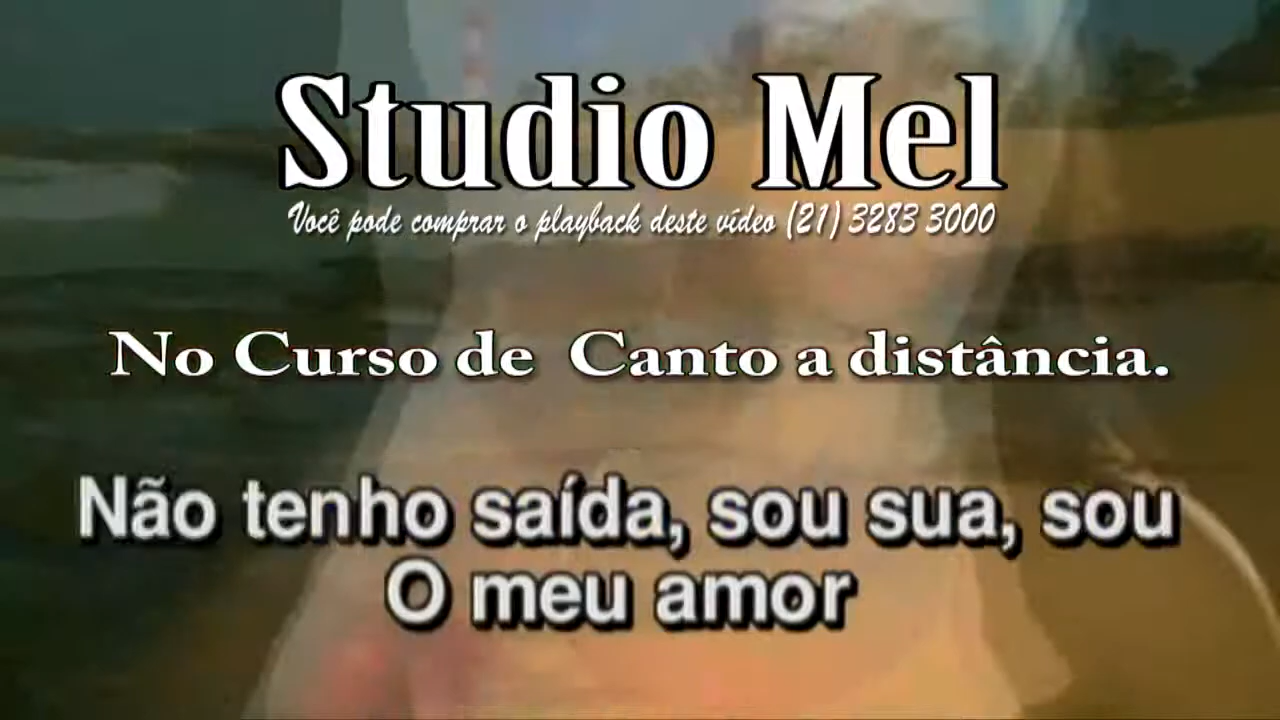 Studio Mel
Você pode comprar o playback deste vídeo (21) 3283 3000
No Curso de Canto a distância.
Não tenho saída, sou sua, sou
O meu amor